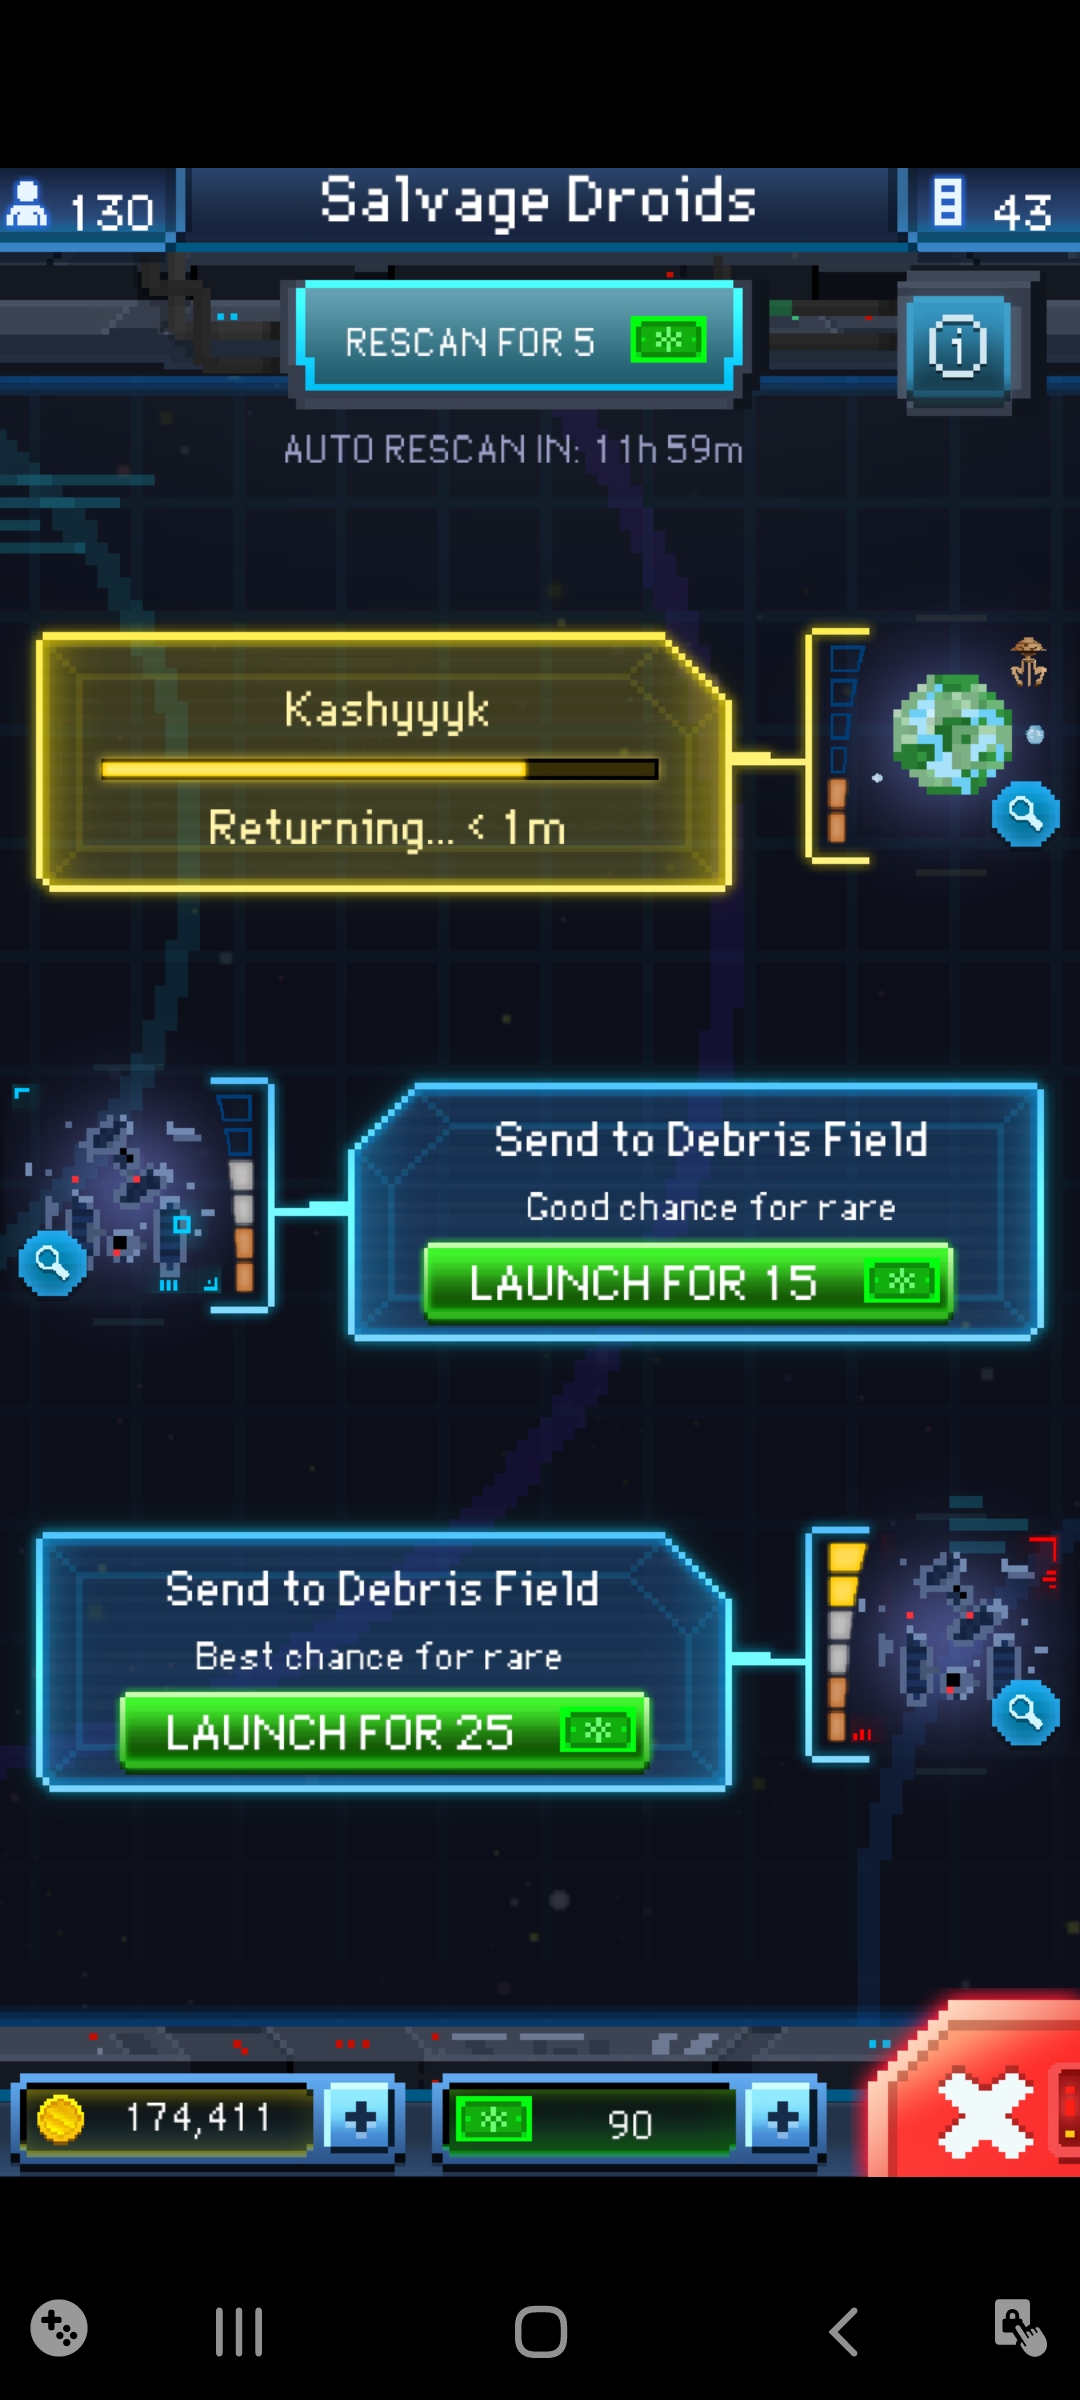 130
Salvage Droids
43
RESCAN FOR 5
AUTO RESCAN IN: 11h 59m
Kashyyyk
Returning... < 1m
Send to Debris Field
Good chance for rare
LAUNCH FOR 15
Send to Debris Field
Best chance for rare
LAUNCH FOR 25
174,411
90